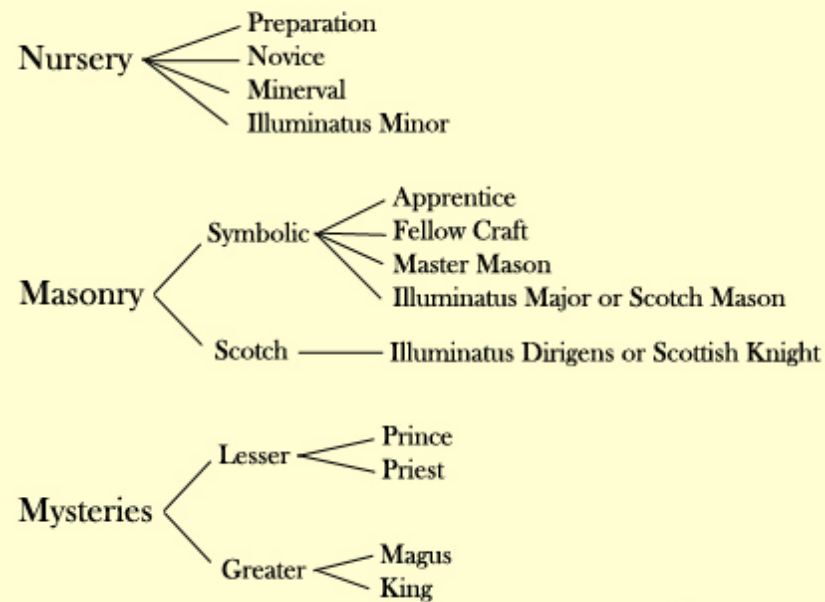 Nursery
Preparation
Novice
Minerval
Illuminatus Minor
Masonry
Symbolic
Apprentice
Fellow Craft
Master Mason
Illuminatus Major or Scotch Mason
Scotch
Illuminatus Dirigens or Scottish Knight
Mysteries
Lesser
Prince
Priest
Greater
Magus
King